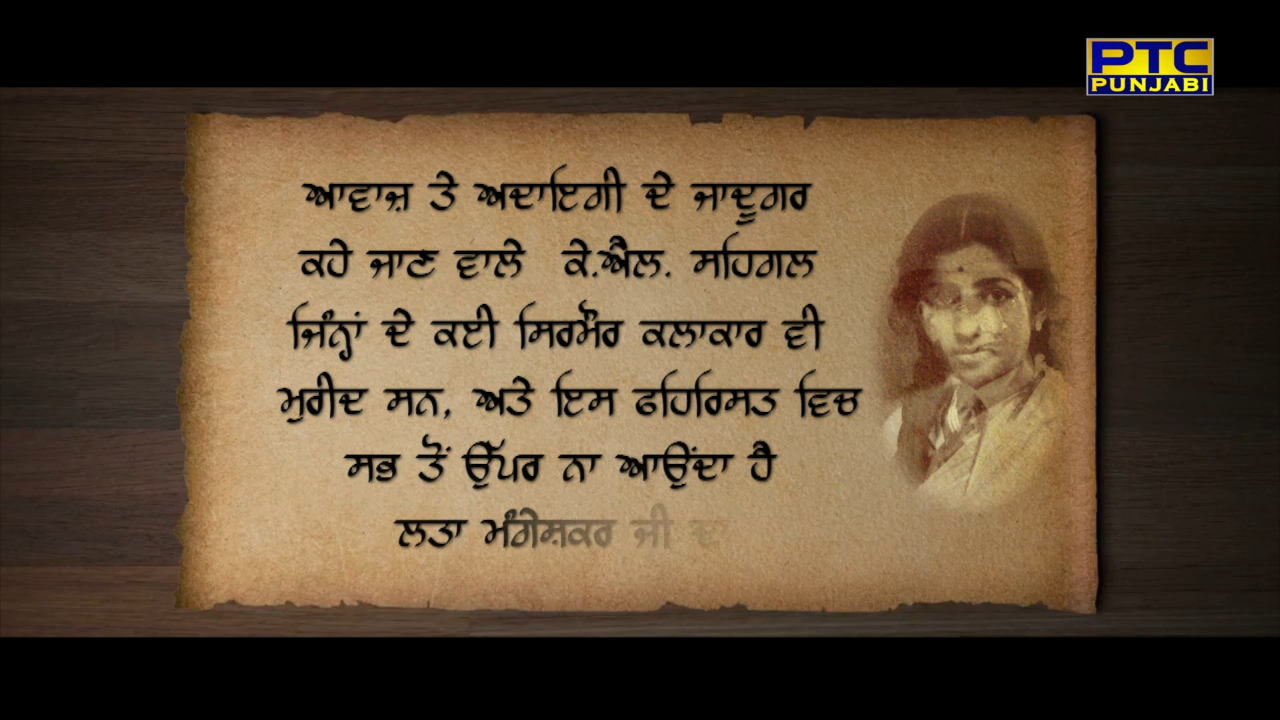 PTC
PUNJABI
ਆਵਾਜ਼ ਤੇ ਅਦਾਇਗੀ ਦੇ ਜਾਦੂਗਰ
ਕਹੇ ਜਾਣ ਵਾਲੇ ਕੇ.ਐਲ. ਸਹਿਗਲ
ਜਿੰਨ੍ਹਾਂ ਦੇ ਕਈ ਸਿਰਮੌਰ ਕਲਾਕਾਰ ਵੀ
ਮੁਰੀਦ ਸਨ, ਅਤੇ ਇਸ ਫਹਿਰਿਸਤ ਵਿਚ
ਸਭ ਤੋਂ ਉੱਪਰ ਨਾ ਆਉਂਦਾ ਹੈ
ਲਤਾ ਮੰਗੇਸ਼ਕਰ ਜੀ ਦਾ